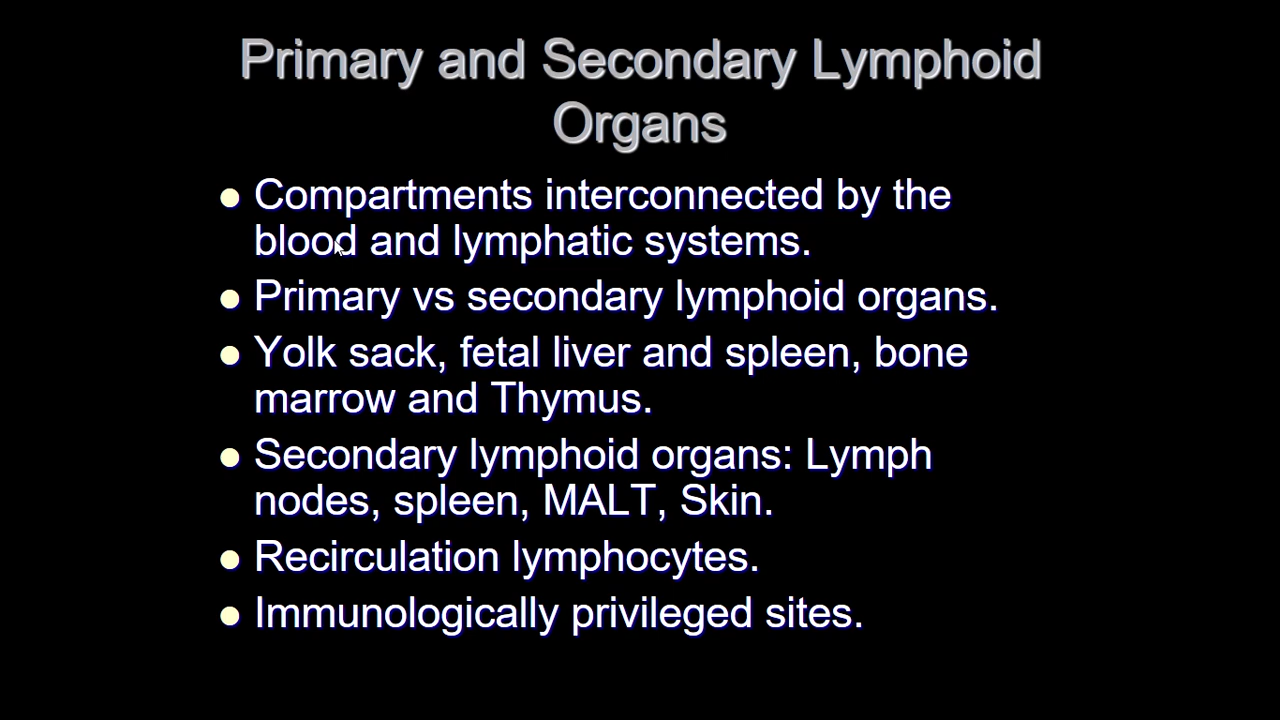 Primary and Secondary Lymphoid
Organs
Compartments interconnected by the
blood and lymphatic systems.
Primary vs secondary lymphoid organs.
Yolk sack, fetal liver and spleen, bone
marrow and Thymus.
Secondary lymphoid organs: Lymph
nodes, spleen, MALT, Skin.
Recirculation lymphocytes.
Immunologically privileged sites.